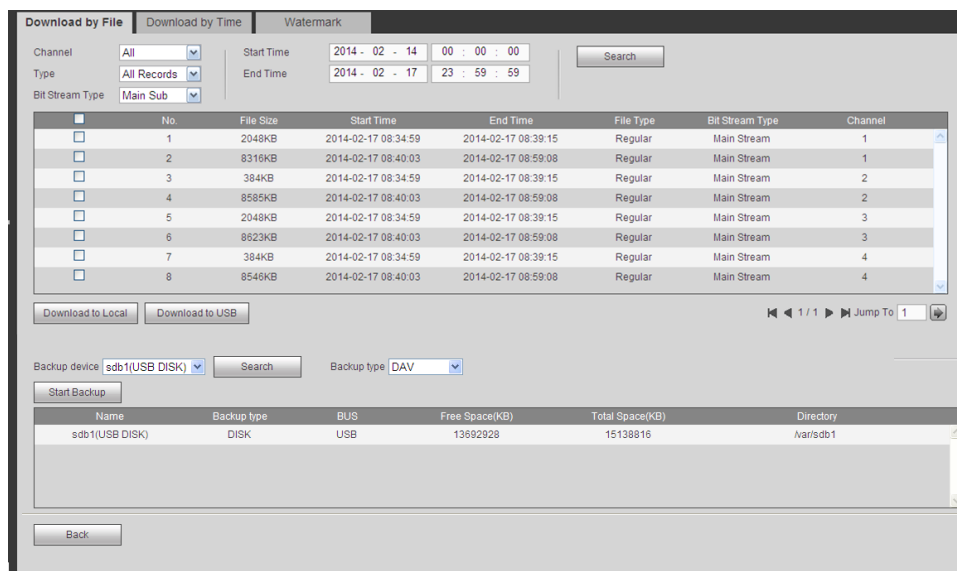 Download by File Download by Time Watermark
Channel All Start Time 2014 - 02 - 14 00 : 00 : 00 Search
Type All Records End Time 2014 - 02 - 17 23 : 59 : 59
Bit Stream Type Main Sub
No. File Size Start Time End Time File Type Bit Stream Type Channel
1 2048KB 2014-02-17 08:34:59 2014-02-17 08:39:15 Regular Main Stream 1
2 8316KB 2014-02-17 08:40:03 2014-02-17 08:59:08 Regular Main Stream 1
3 384KB 2014-02-17 08:34:59 2014-02-17 08:39:15 Regular Main Stream 2
4 8585KB 2014-02-17 08:40:03 2014-02-17 08:59:08 Regular Main Stream 2
5 2048KB 2014-02-17 08:34:59 2014-02-17 08:39:15 Regular Main Stream 3
6 8623KB 2014-02-17 08:40:03 2014-02-17 08:59:08 Regular Main Stream 3
7 384KB 2014-02-17 08:34:59 2014-02-17 08:39:15 Regular Main Stream 4
8 8546KB 2014-02-17 08:40:03 2014-02-17 08:59:08 Regular Main Stream 4
Download to Local Download to USB 1 / 1 Jump To 1
Backup device sdb1(USB DISK) Search Backup type DAV
Start Backup
Name Backup type BUS Free Space(KB) Total Space(KB) Directory
sdb1(USB DISK) DISK USB 13692928 15138816 /var/sdb1
Back